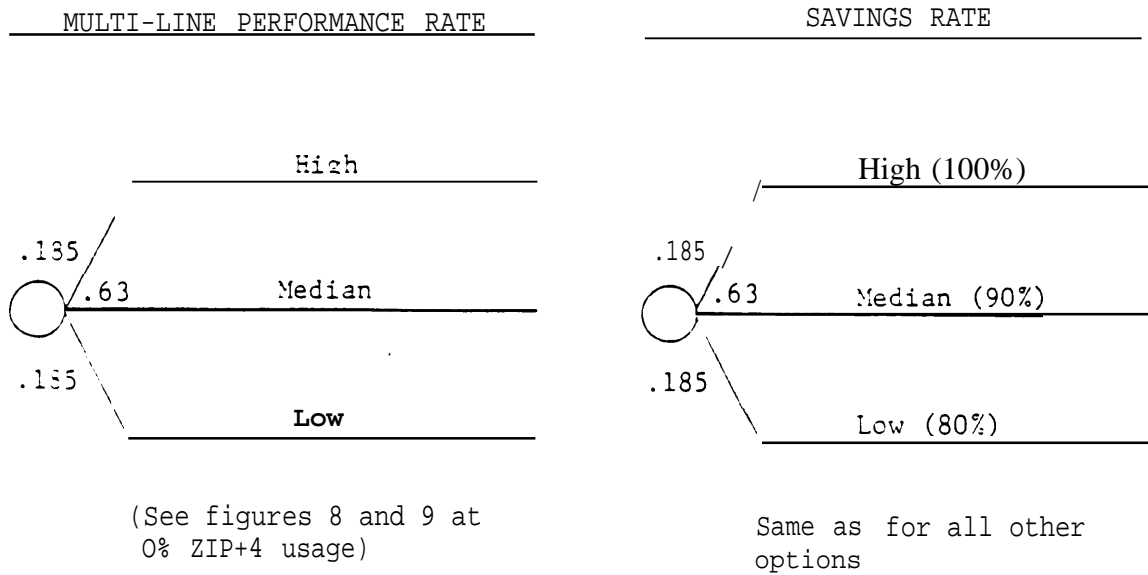 MULTI-LINE PERFORMANCE RATE
High
.185
.63
Median
.185
Low
(See figures 8 and 9 at
0% ZIP+4 usage)
SAVINGS RATE
High (100%)
.185
.63
Median (90%)
.185
Low (80%)
Same as for all other
options